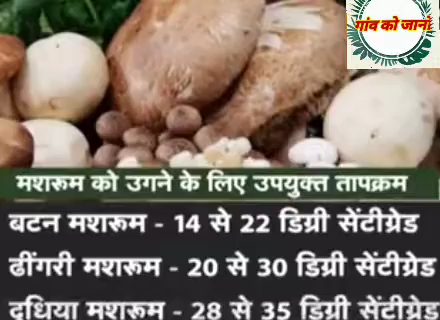 गांव को जानो
मशरूम को उगने के लिए उपयुक्त तापक्रम
बटन मशरूम - 14 से 22 डिग्री सेंटीग्रेड
ढींगरी मशरूम - 20 से 30 डिग्री सेंटीग्रेड
दूधिया मशरूम - 28 से 35 डिग्री सेंटीग्रेड